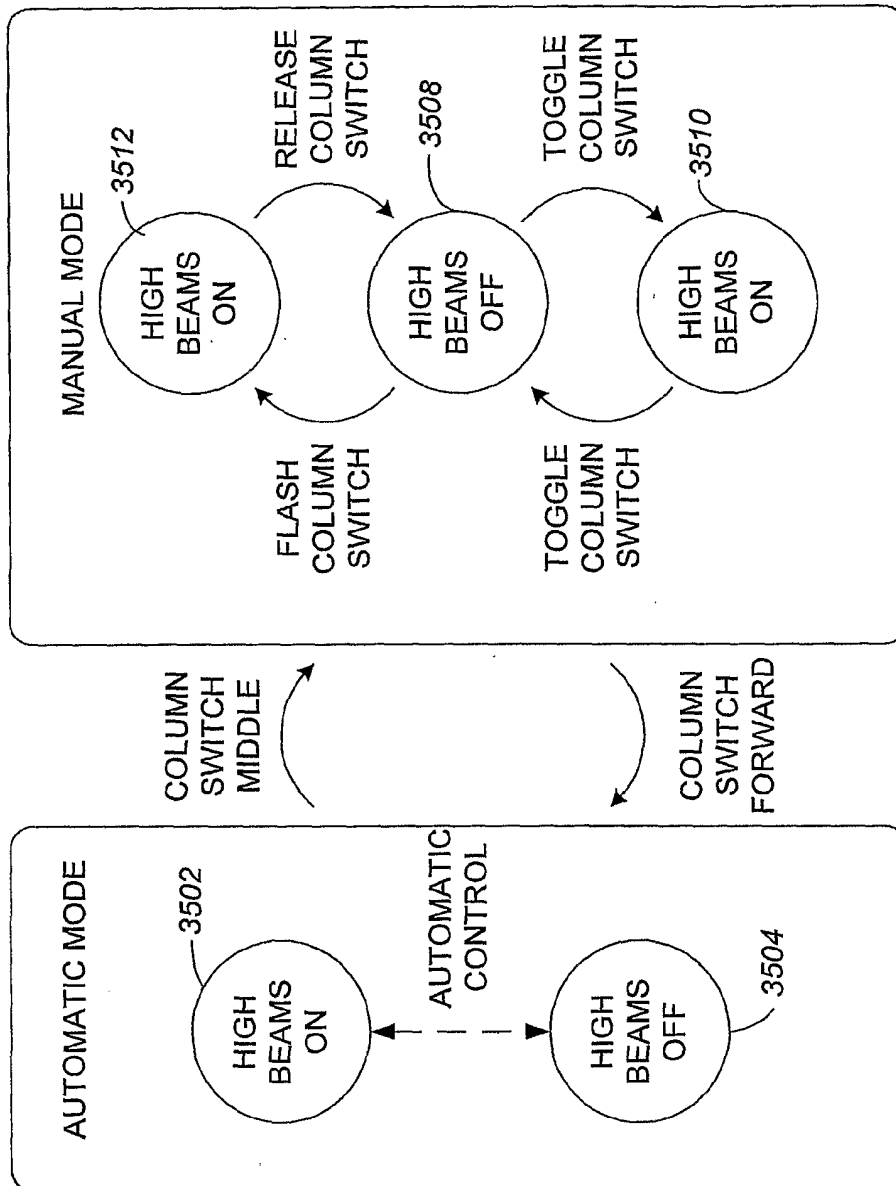 AUTOMATIC MODE
3502
HIGH
BEAMS
ON
AUTOMATIC
CONTROL
HIGH
BEAMS
OFF
3504
COLUMN
SWITCH
MIDDLE
COLUMN
SWITCH
FORWARD
MANUAL MODE
3512
HIGH
BEAMS
ON
FLASH
COLUMN
SWITCH
RELEASE
COLUMN
SWITCH
3508
HIGH
BEAMS
OFF
TOGGLE
COLUMN
SWITCH
TOGGLE
COLUMN
SWITCH
3510
HIGH
BEAMS
ON